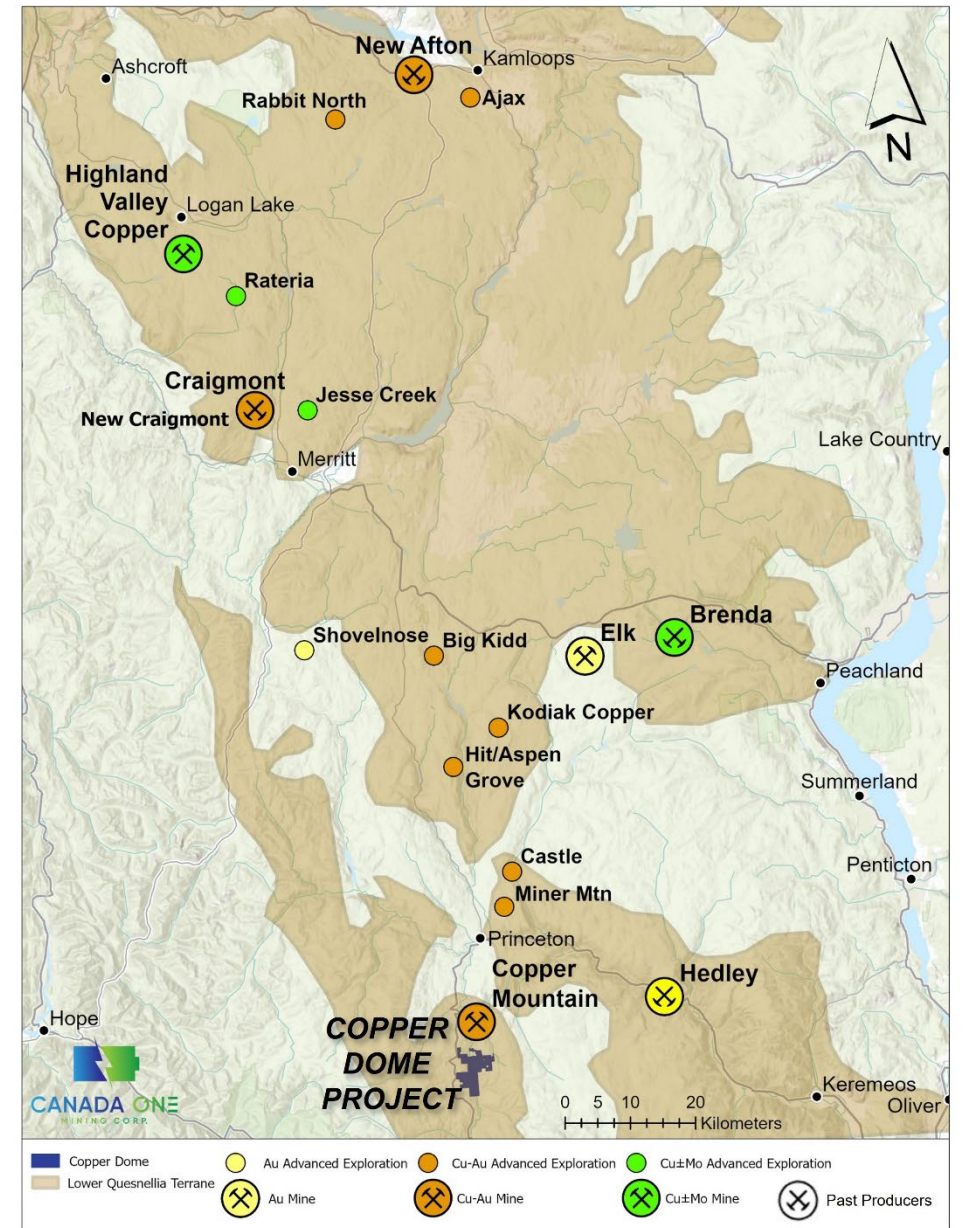 New Afton
Ashcroft
Kamloops
Rabbit North
Ajax
N
Highland
Valley
Copper
Logan Lake
Rateria
Craigmont
New Craigmont
Jesse Creek
Merritt
Lake Country
Shovelnose
Big Kidd
Elk
Brenda
Peachland
Kodiak Copper
Hit/Aspen
Grove
Summerland
Castle
Miner Mtn
Penticton
Princeton
Copper
Mountain
Hedley
Hope
COPPER
DOME
PROJECT
CANADA ONE
MINING CORP.
Keremeos
Oliver
0 5 10 20
Kilometers
Copper Dome
Au Advanced Exploration
Cu-Au Advanced Exploration
Cu±Mo Advanced Exploration
Lower Quesnellia Terrane
Au Mine
Cu-Au Mine
Cu±Mo Mine
Past Producers